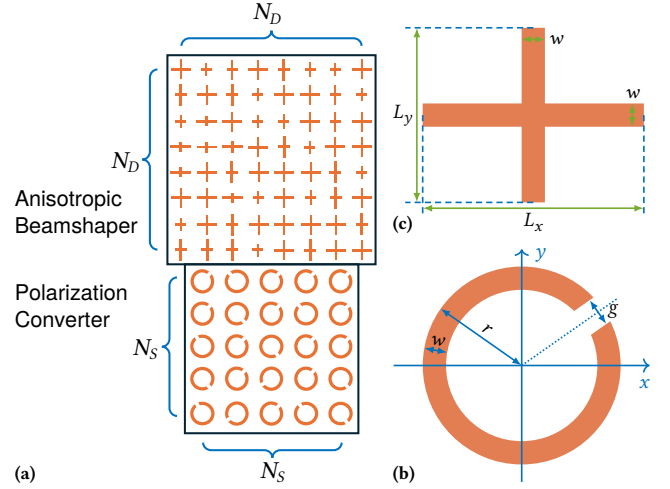 N_D
N_D
Anisotropic
Beamshaper
Polarization
Converter
N_S
N_S
(a)
w
w
L_y
L_x
(c)
y
g
r
w
x
(b)